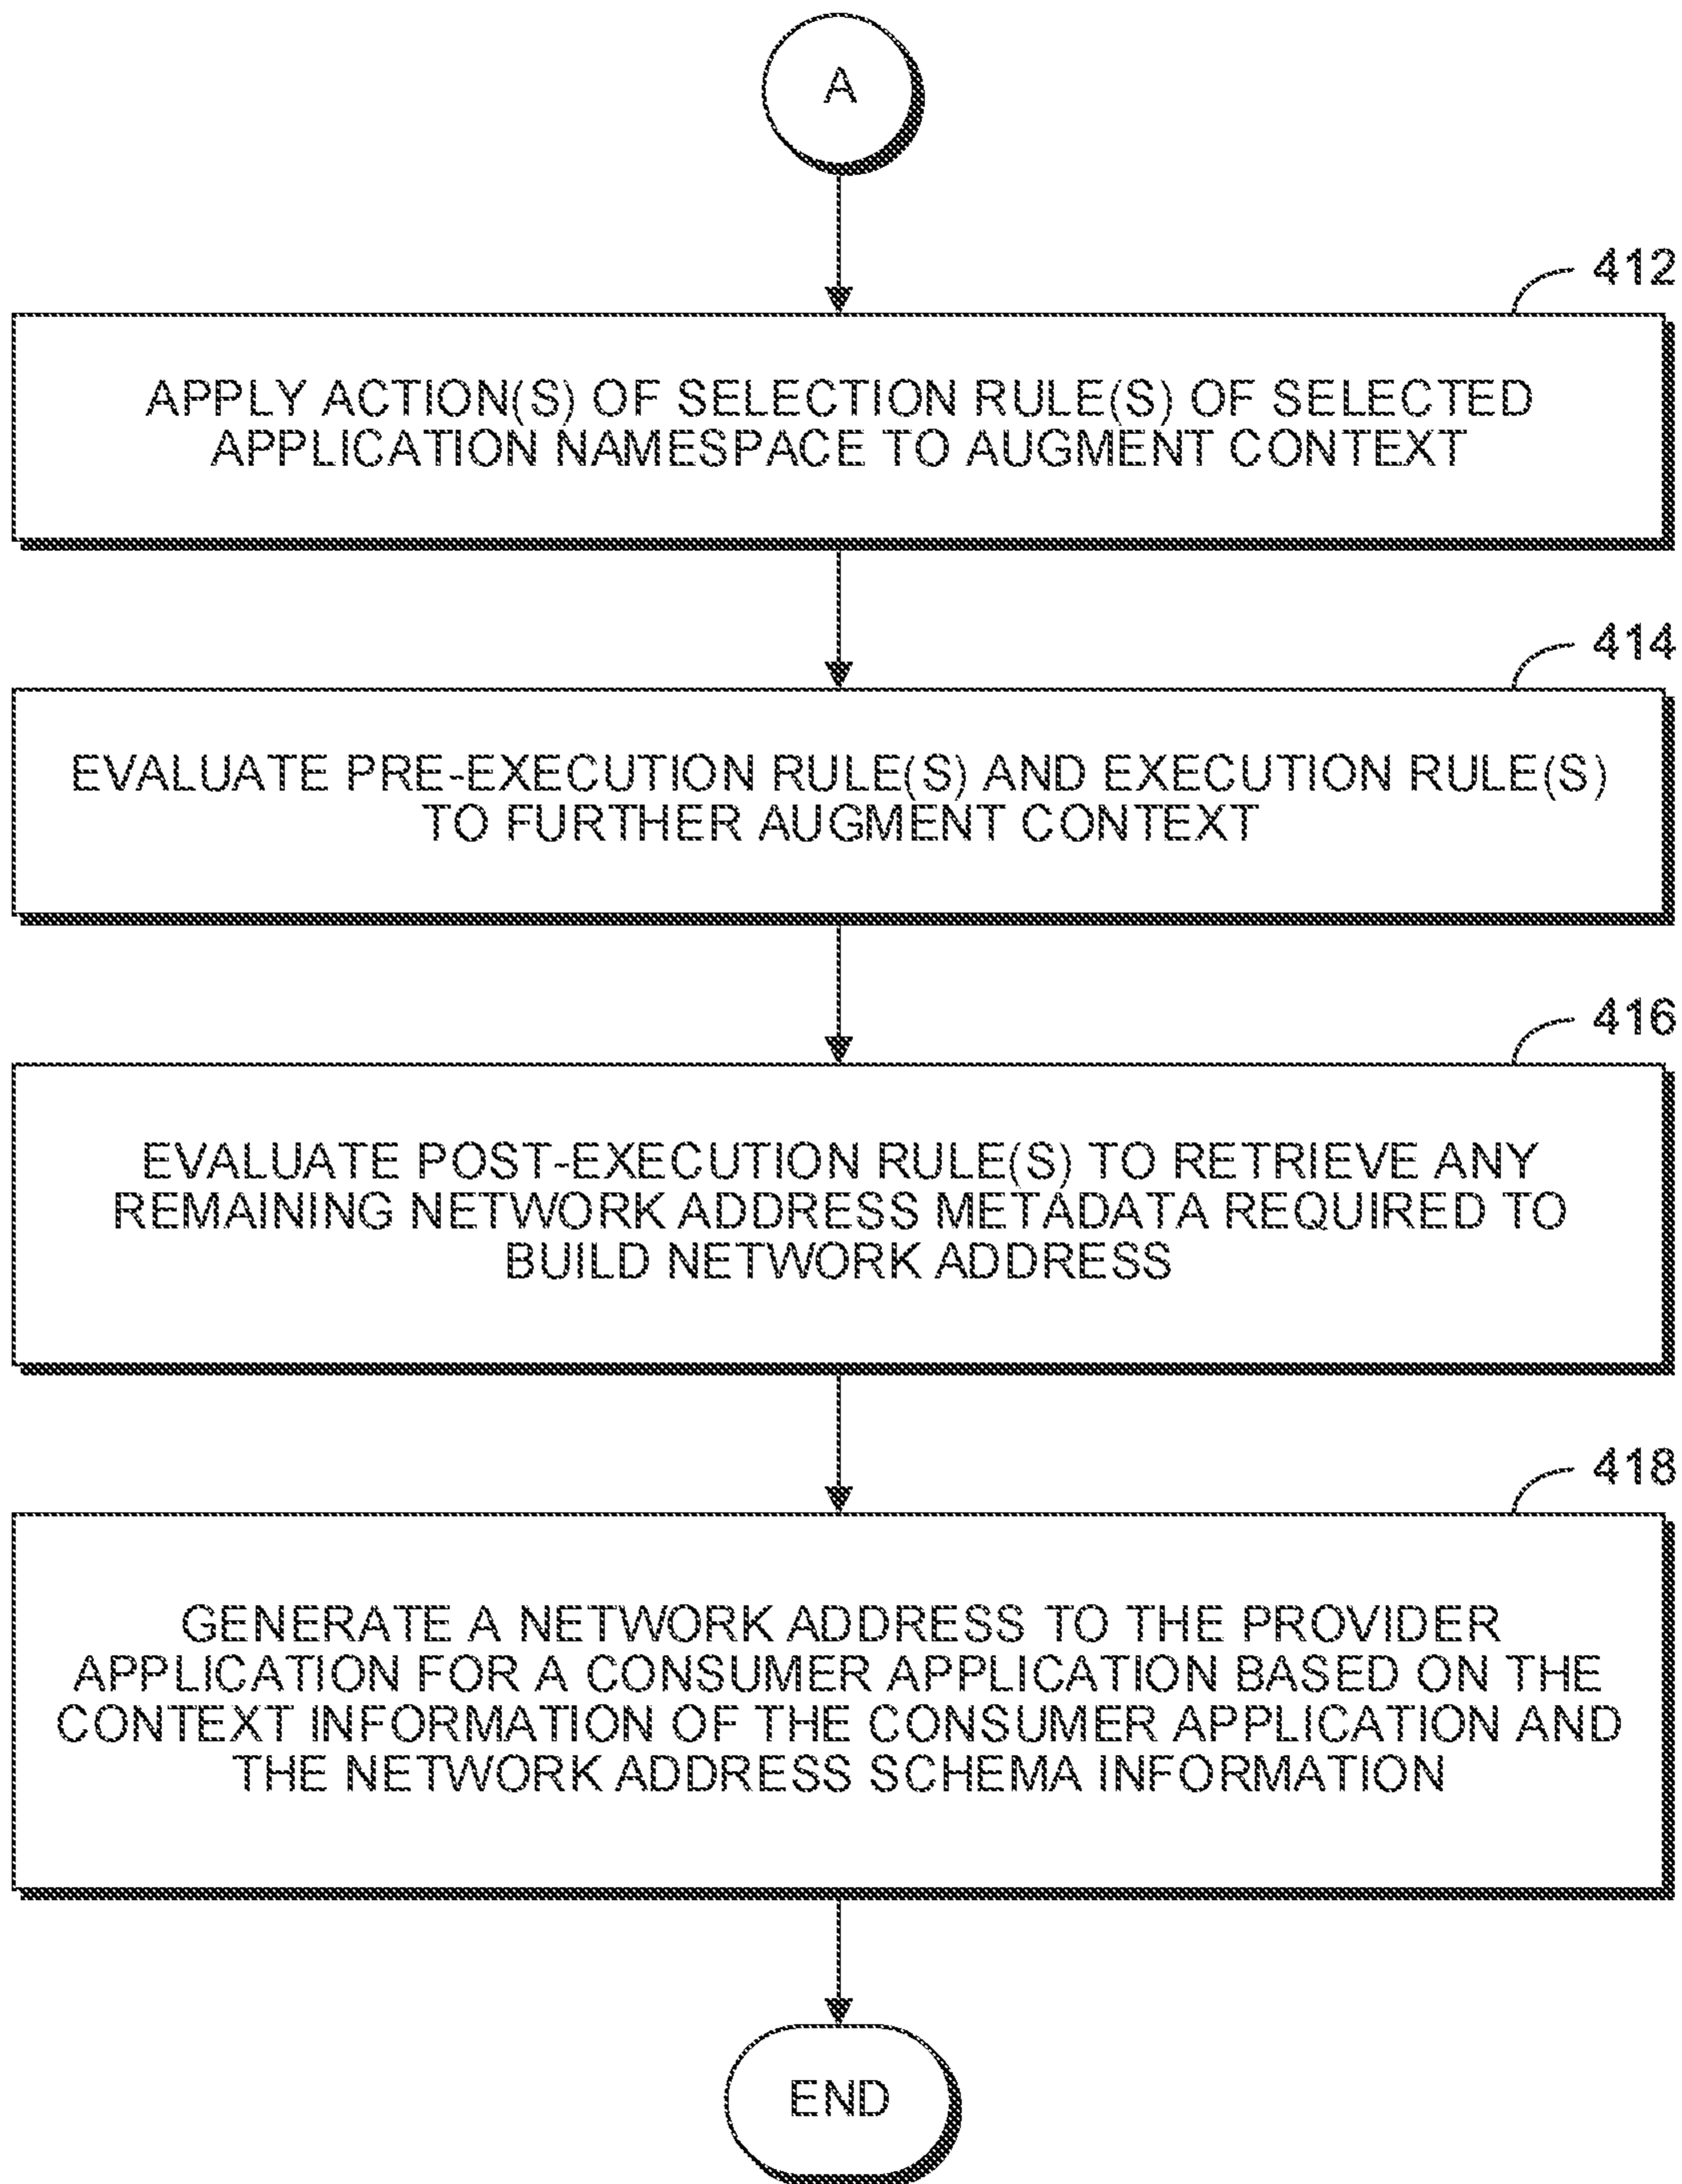 A
412
APPLY ACTION(S) OF SELECTION RULE(S) OF SELECTED
APPLICATION NAMESPACE TO AUGMENT CONTEXT
414
EVALUATE PRE-EXECUTION RULE(S) AND EXECUTION RULE(S)
TO FURTHER AUGMENT CONTEXT
416
EVALUATE POST-EXECUTION RULE(S) TO RETRIEVE ANY
REMAINING NETWORK ADDRESS METADATA REQUIRED TO
BUILD NETWORK ADDRESS
418
GENERATE A NETWORK ADDRESS TO THE PROVIDER
APPLICATION FOR A CONSUMER APPLICATION BASED ON THE
CONTEXT INFORMATION OF THE CONSUMER APPLICATION AND
THE NETWORK ADDRESS SCHEMA INFORMATION
END